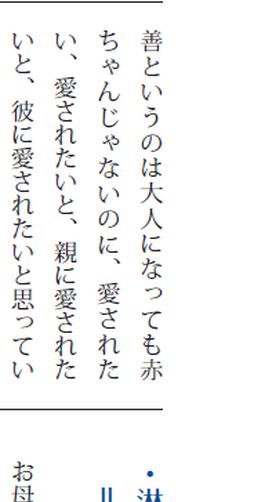 善というのは大人になっても赤
ちゃんじゃないのに、愛された
い、愛されたいと、親に愛された
いと、彼に愛されたいと思ってい
・淋
＝
お母